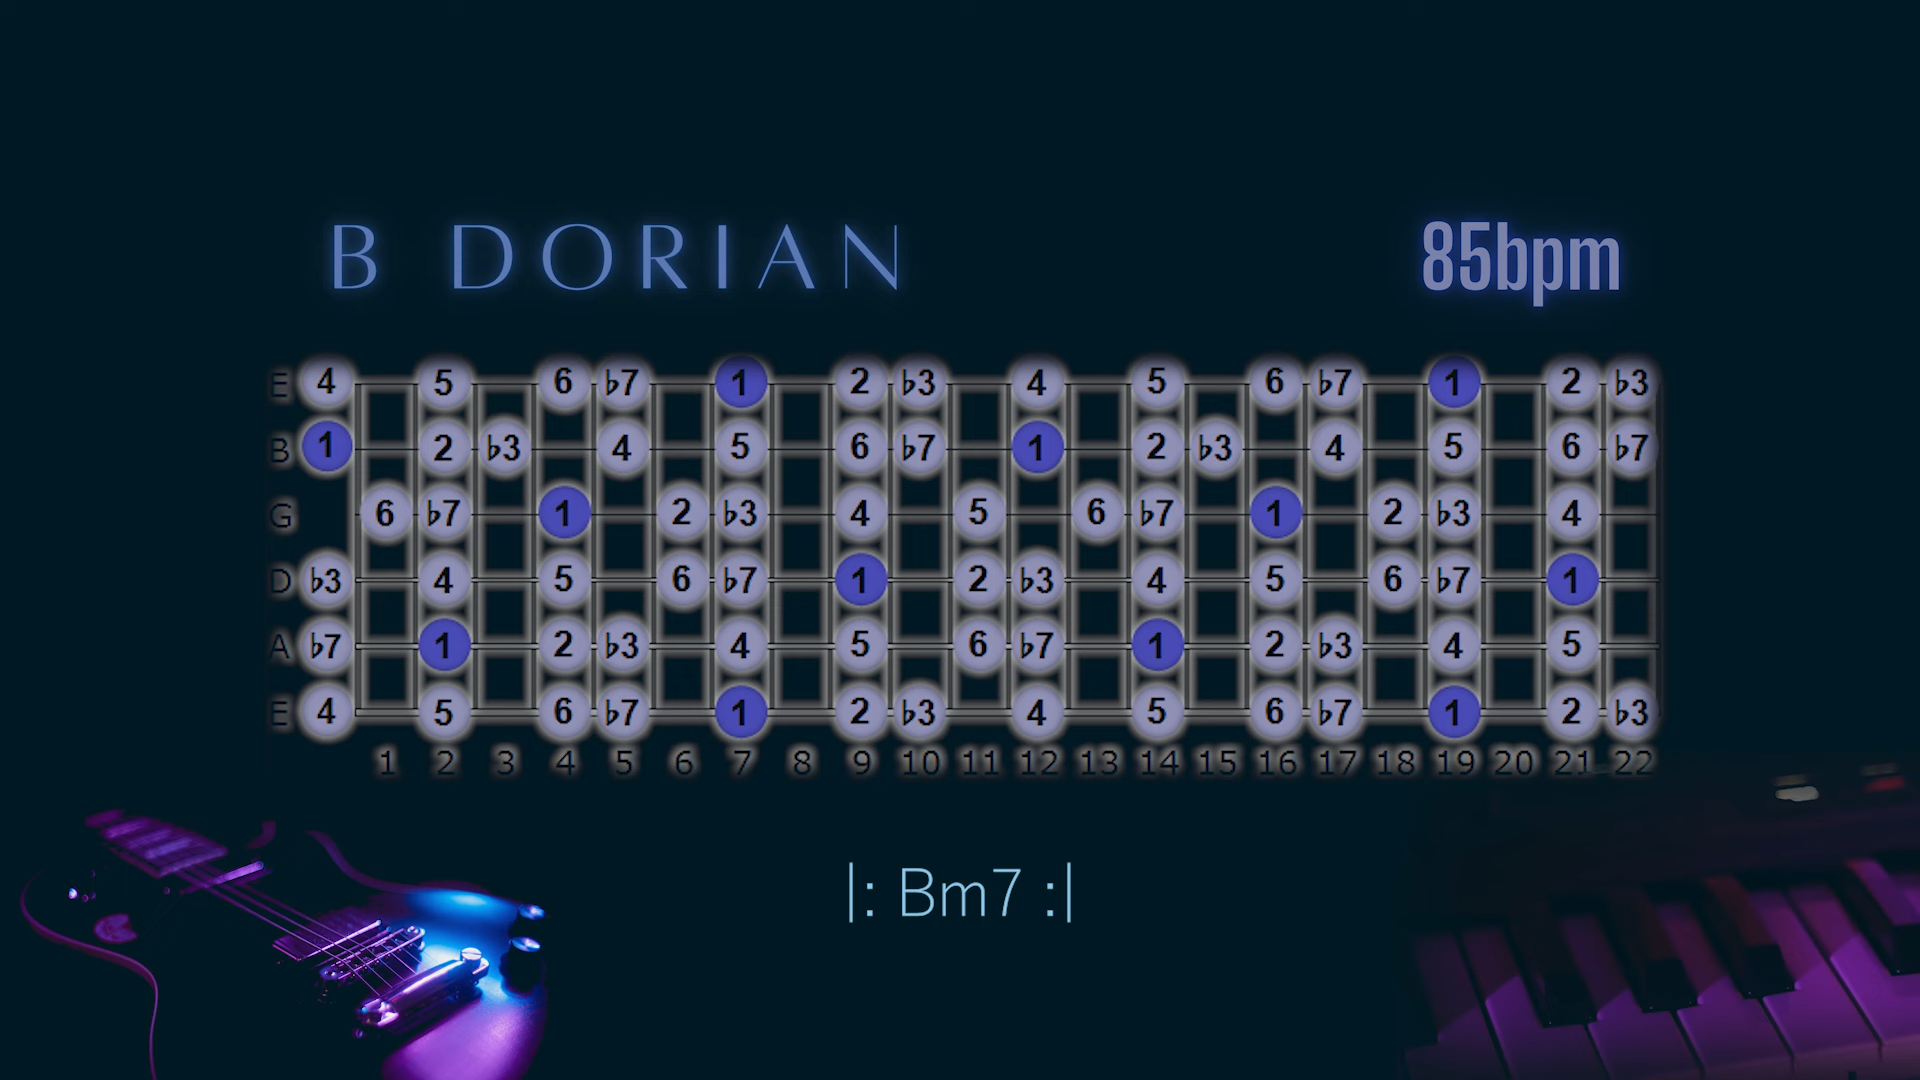 B DORIAN 85bpm
E 4 5 6 ♭7 1 2 ♭3 4 5 6 ♭7 1 2 ♭3
B 1 2 ♭3 4 5 6 ♭7 1 2 ♭3 4 5 6 ♭7
G 6 ♭7 1 2 ♭3 4 5 6 ♭7 1 2 ♭3 4
D ♭3 4 5 6 ♭7 1 2 ♭3 4 5 6 ♭7 1
A ♭7 1 2 ♭3 4 5 6 ♭7 1 2 ♭3 4 5
E 4 5 6 ♭7 1 2 ♭3 4 5 6 ♭7 1 2 ♭3
1 2 3 4 5 6 7 8 9 10 11 12 13 14 15 16 17 18 19 20 21 22
|: Bm7 :|